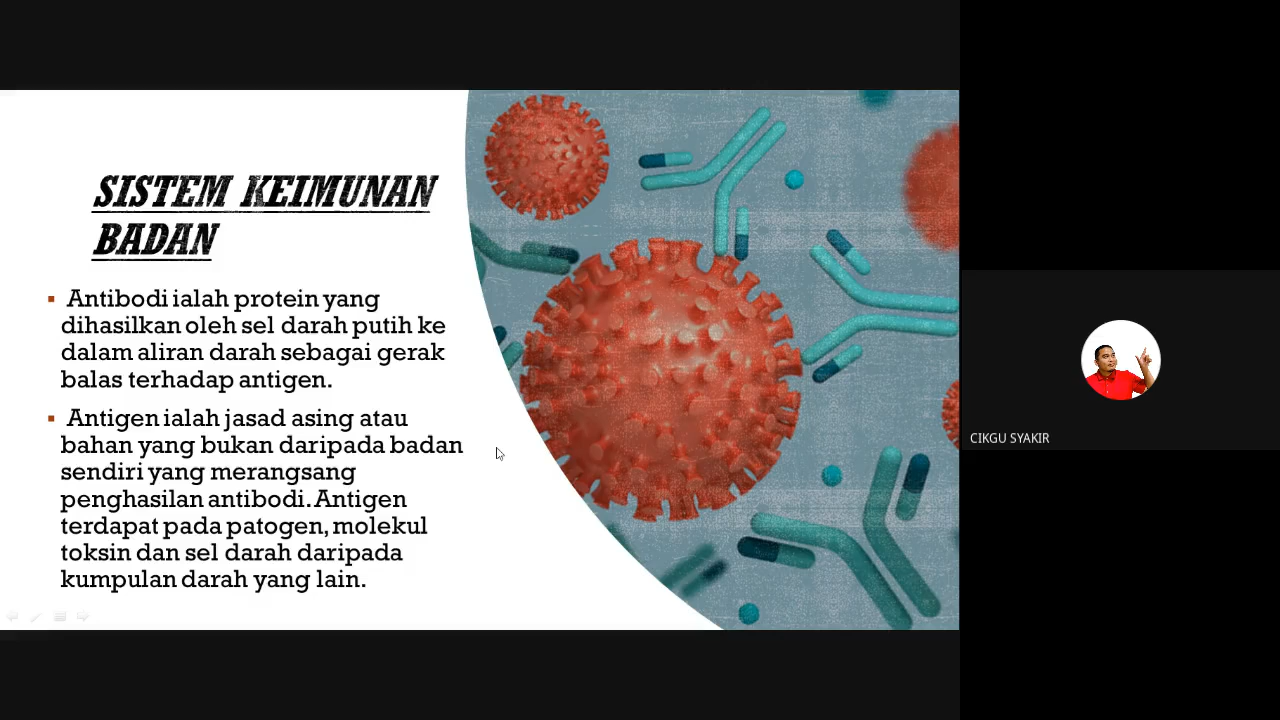 SISTEM KEIMUNAN
BADAN
Antibodi ialah protein yang
dihasilkan oleh sel darah putih ke
dalam aliran darah sebagai gerak
balas terhadap antigen.
Antigen ialah jasad asing atau
bahan yang bukan daripada badan
sendiri yang merangsang
penghasilan antibodi. Antigen
terdapat pada patogen, molekul
toksin dan sel darah daripada
kumpulan darah yang lain.
CIKGU SYAKIR